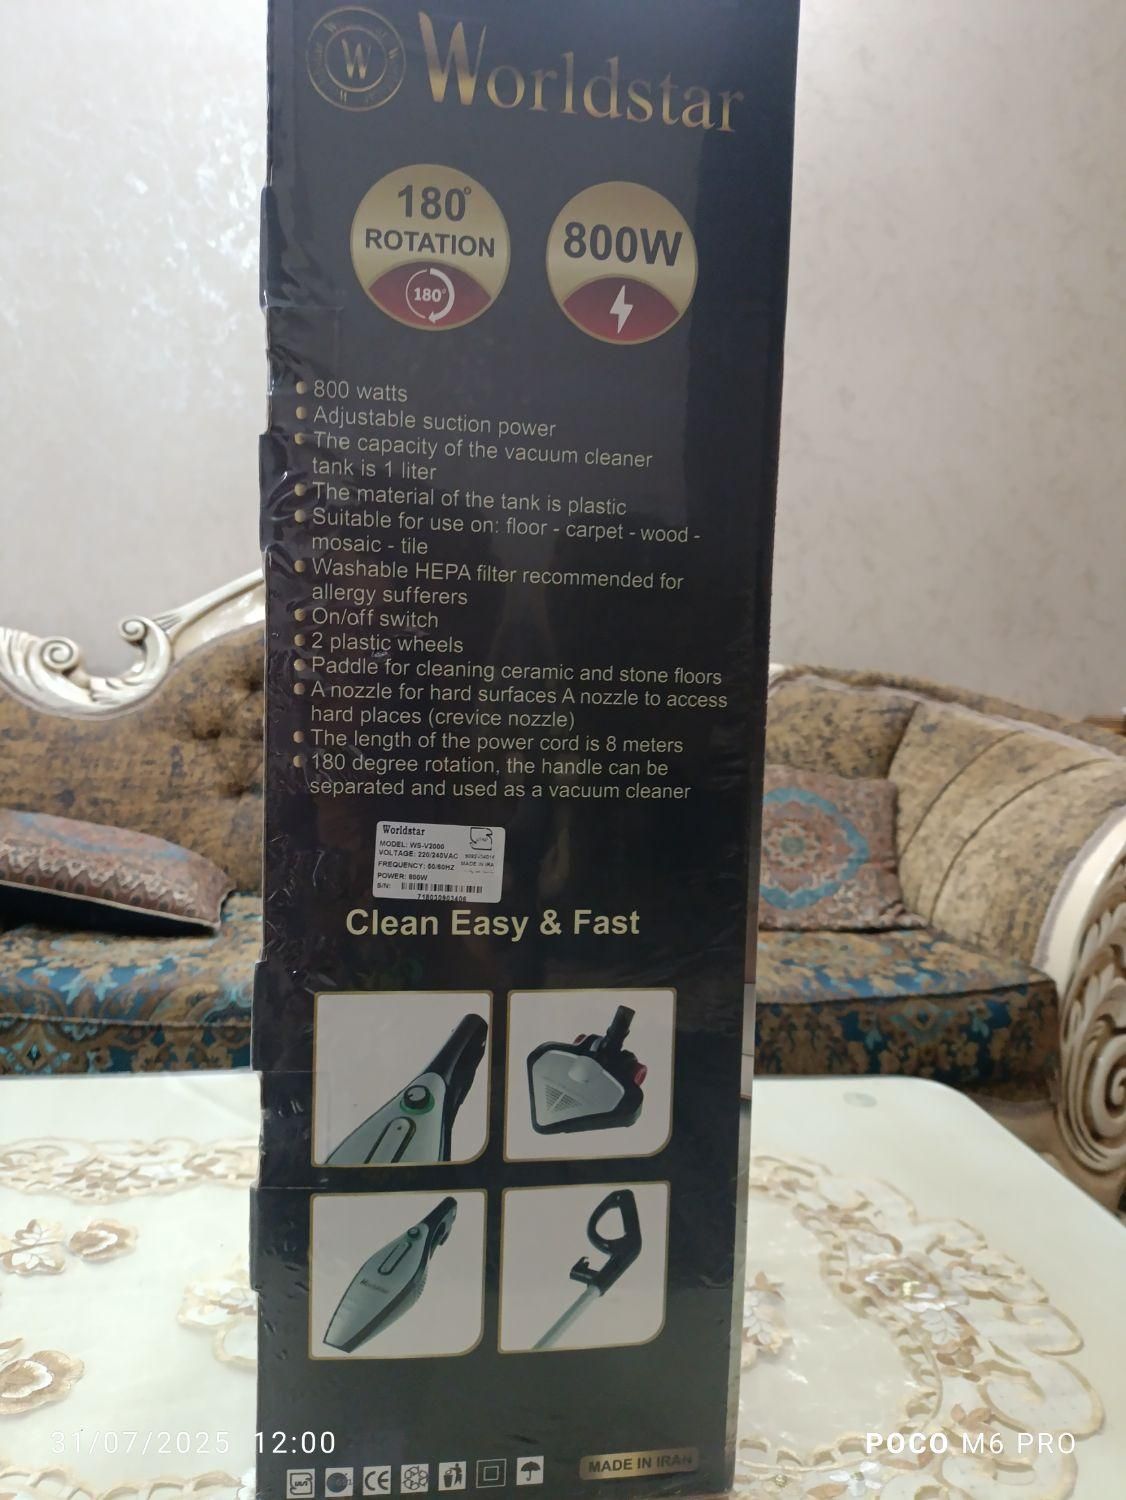 W
Worldstar
180°
ROTATION
180°
800W
800 watts
Adjustable suction power
The capacity of the vacuum cleaner
tank is 1 liter
The material of the tank is plastic
Suitable for use on: floor - carpet - wood -
mosaic - tile
Washable HEPA filter recommended for
allergy sufferers
On/off switch
2 plastic wheels
Paddle for cleaning ceramic and stone floors
A nozzle for hard surfaces A nozzle to access
hard places (crevice nozzle)
The length of the power cord is 8 meters
180 degree rotation, the handle can be
separated and used as a vacuum cleaner
Worldstar
MODEL: WS-V2000
VOLTAGE: 220/240VAC
FREQUENCY: 50/60HZ
MADE IN IRA
POWER: 800W
S/N:
Clean Easy & Fast
Worldstar
CE
MADE IN IRAN
31/07/2025 12:00
POCO M6 PRO